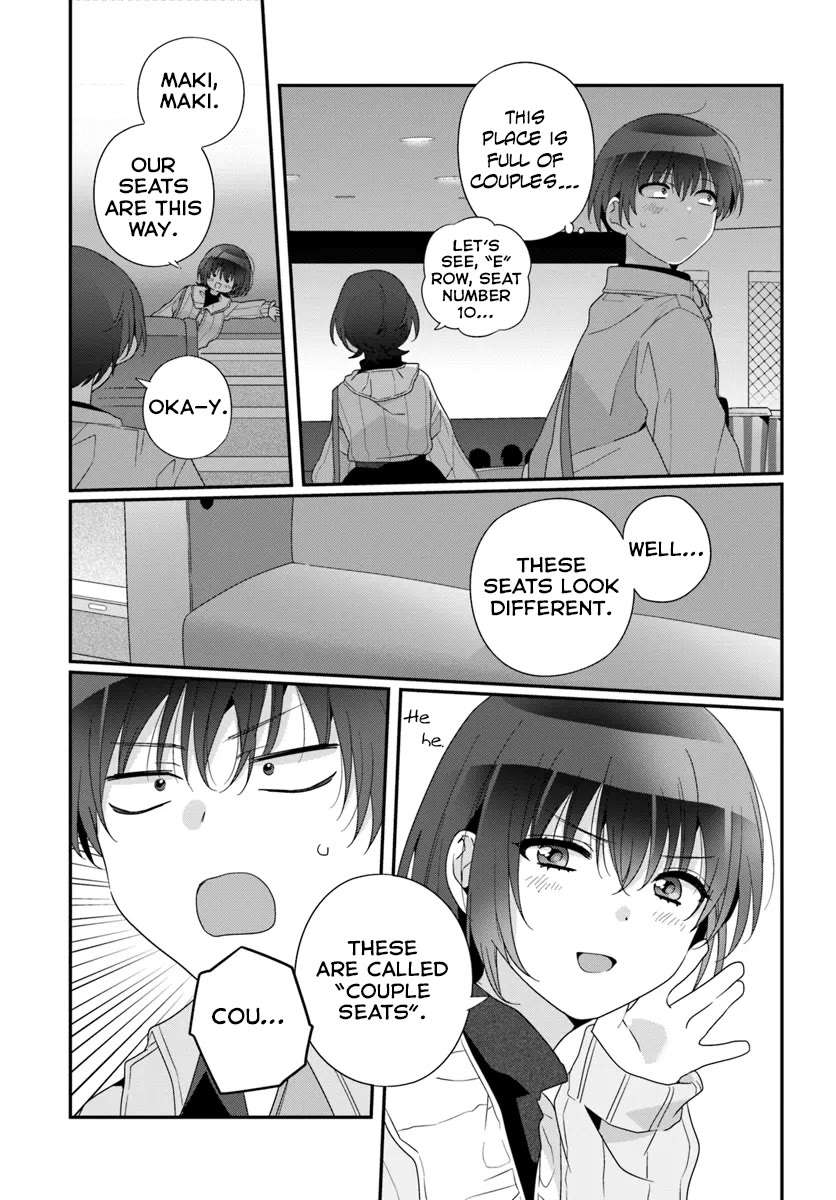 THIS
PLACE IS
FULL OF
COUPLES...
LET'S
SEE, "E"
ROW, SEAT
NUMBER
10...
MAKI,
MAKI.
OUR
SEATS
ARE THIS
WAY.
OKA-Y.
WELL...
THESE
SEATS LOOK
DIFFERENT.
He
he.
THESE
ARE CALLED
"COUPLE
SEATS".
COU...